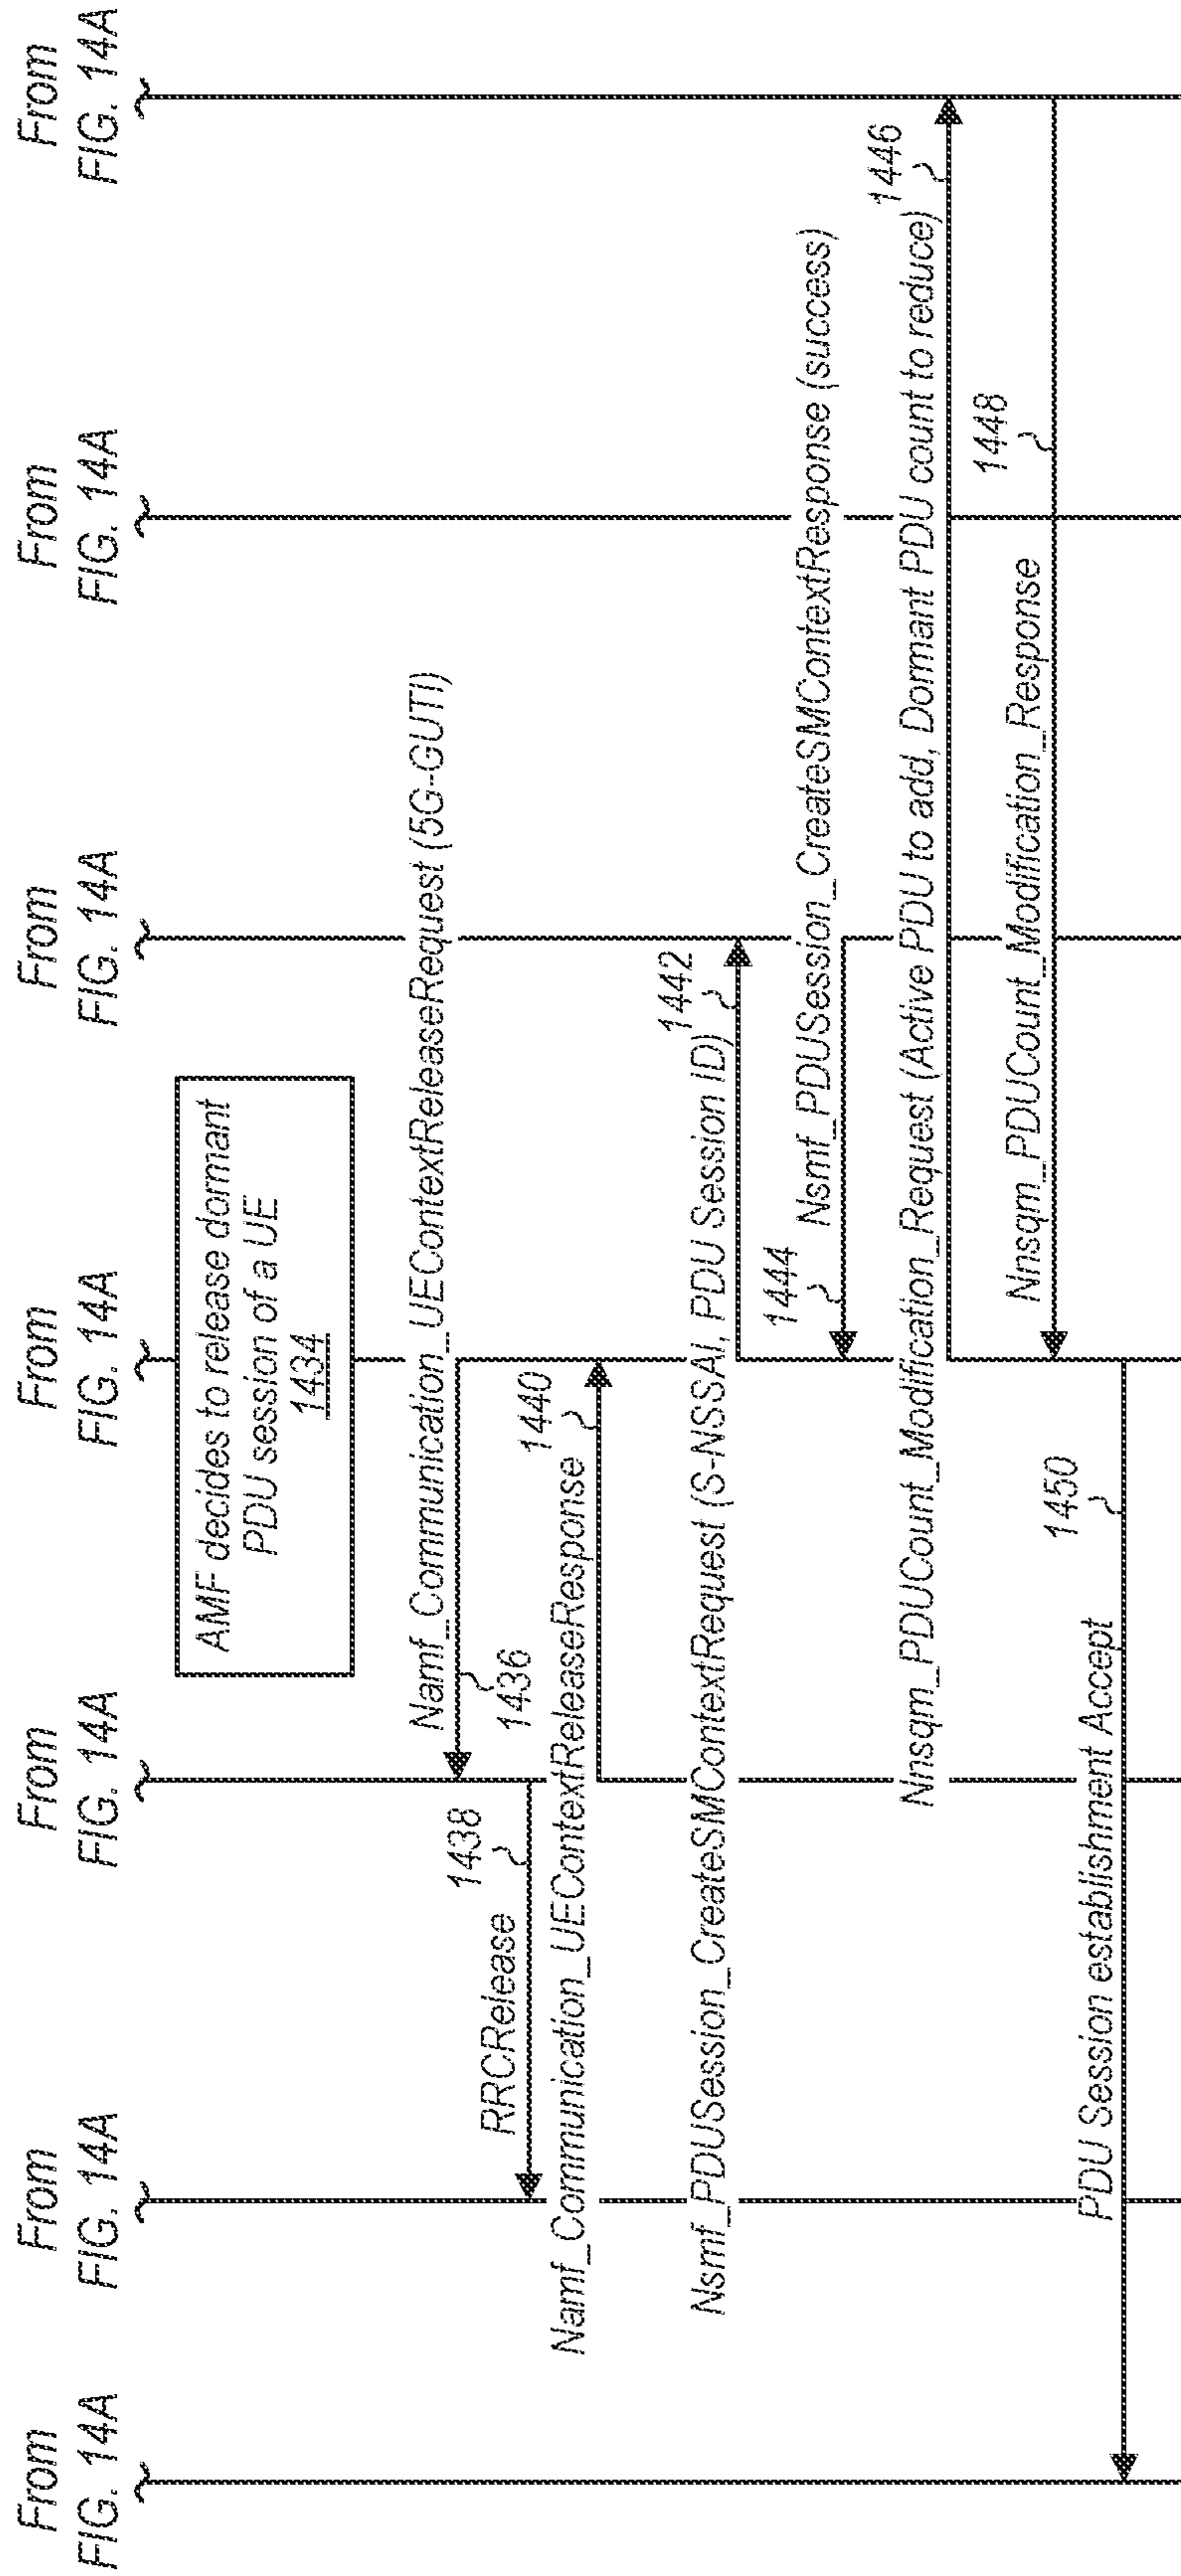 From
FIG. 14A
From
FIG. 14A
From
FIG. 14A
From
FIG. 14A
From
FIG. 14A
From
FIG. 14A
From
FIG. 14A
AMF decides to release dormant
PDU session of a UE
1434
Namf_Communication_UEContextReleaseRequest (5G-GUTI)
1436
RRCRelease
1438
Namf_Communication_UEContextReleaseResponse
1440
Nsmf_PDUSession_CreateSMContextRequest (S-NSSAI, PDU Session ID)
1442
1444
Nsmf_PDUSession_CreateSMContextResponse (success)
Nnsqm_PDUCount_Modification_Request (Active PDU to add, Dormant PDU count to reduce)
1446
Nnsqm_PDUCount_Modification_Response
1448
PDU Session establishment Accept
1450